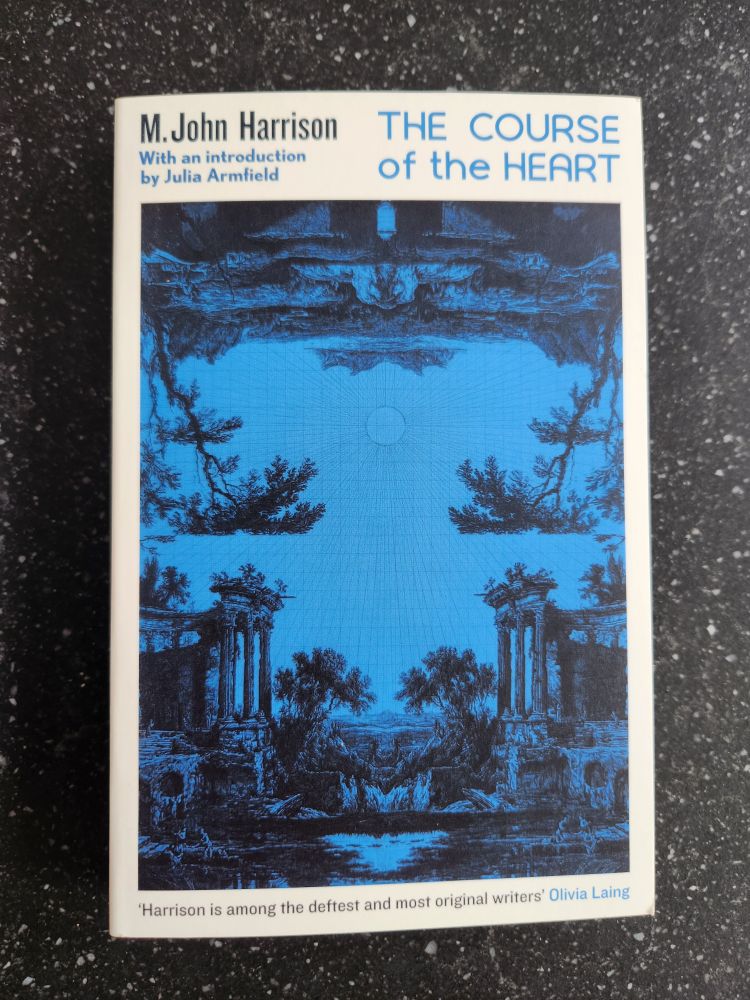 M. John Harrison
With an introduction
by Julia Armfield
THE COURSE
of the HEART
‘Harrison is among the deftest and most original writers’ Olivia Laing